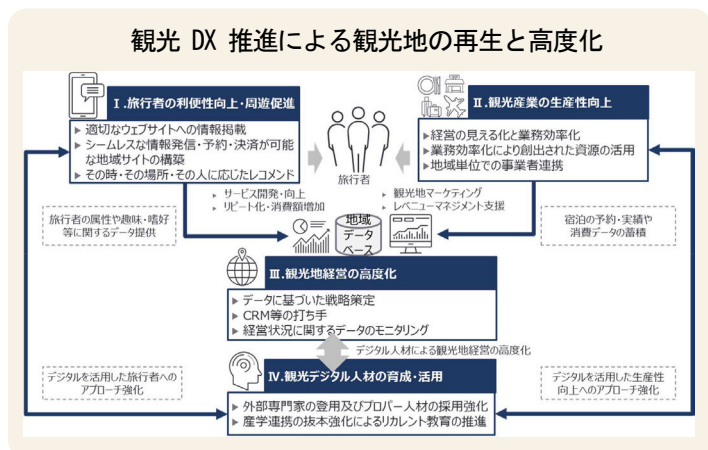 観光 DX 推進による観光地の再生と高度化
Ⅰ.旅行者の利便性向上・周遊促進
▶ 適切なウェブサイトへの情報掲載
▶ シームレスな情報発信・予約・決済が可能
な地域サイトの構築
▶ その時・その場所・その人に応じたレコメンド
旅行者
Ⅱ.観光産業の生産性向上
▶経営の見える化と業務効率化
▶業務効率化により創出された資源の活用
▶地域単位での事業者連携
▶ サービス開発・向上
▶ リピート化・消費額増加
▶ 観光地マーケティング
▶ レベニューマネジメント支援
旅行者の属性や趣味・嗜好
等に関するデータ提供
地域
データ
ベース
宿泊の予約・実績や
消費データの蓄積
Ⅲ.観光地経営の高度化
▶ データに基づいた戦略策定
▶ CRM等の打ち手
▶ 経営状況に関するデータのモニタリング
デジタル人材による観光地経営の高度化
Ⅳ.観光デジタル人材の育成・活用
▶ 外部専門家の登用及びプロパー人材の採用強化
▶ 産学連携の抜本強化によるリカレント教育の推進
デジタルを活用した旅行者への
アプローチ強化
デジタルを活用した生産性
向上へのアプローチ強化